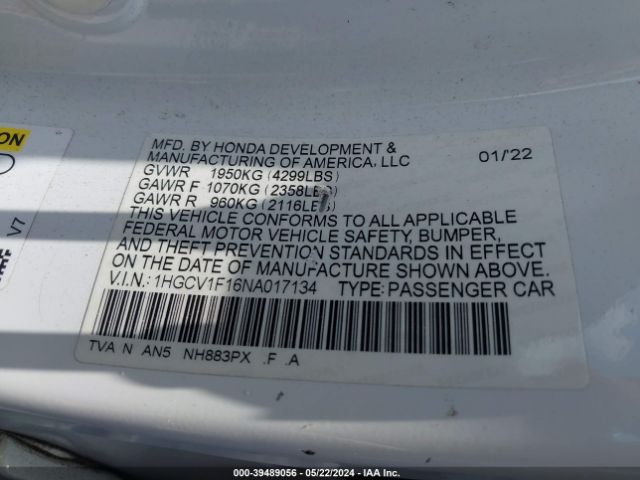 ON
V7
MFD. BY HONDA DEVELOPMENT &
MANUFACTURING OF AMERICA, LLC 01/'22
GVWR 1950KG (4299LBS)
GAWR F 1070KG (2358LBS)
GAWR R 960KG (2116LBS)
THIS VEHICLE CONFORMS TO ALL APPLICABLE
FEDERAL MOTOR VEHICLE SAFETY, BUMPER,
AND THEFT PREVENTION STANDARDS IN EFFECT
ON THE DATE OF MANUFACTURE SHOWN ABOVE.
V.I.N.: 1HGCV1F16NA017134 TYPE: PASSENGER CAR
TVA N AN5 NH883PX .F .A
000-39489056 - 05/22/2024 - IAA Inc.